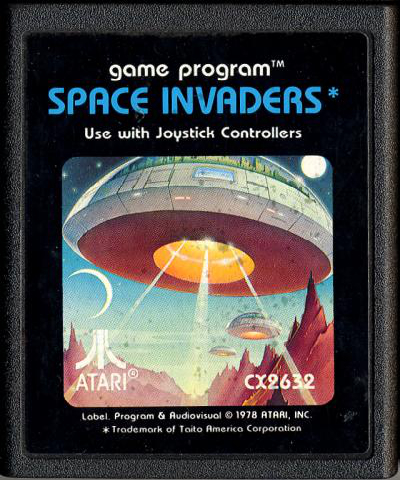 game program™
SPACE INVADERS*
Use with Joystick Controllers
ATARI®
CX2632
Label, Program & Audiovisual © 1978 ATARI, INC.
* Trademark of Taito America Corporation